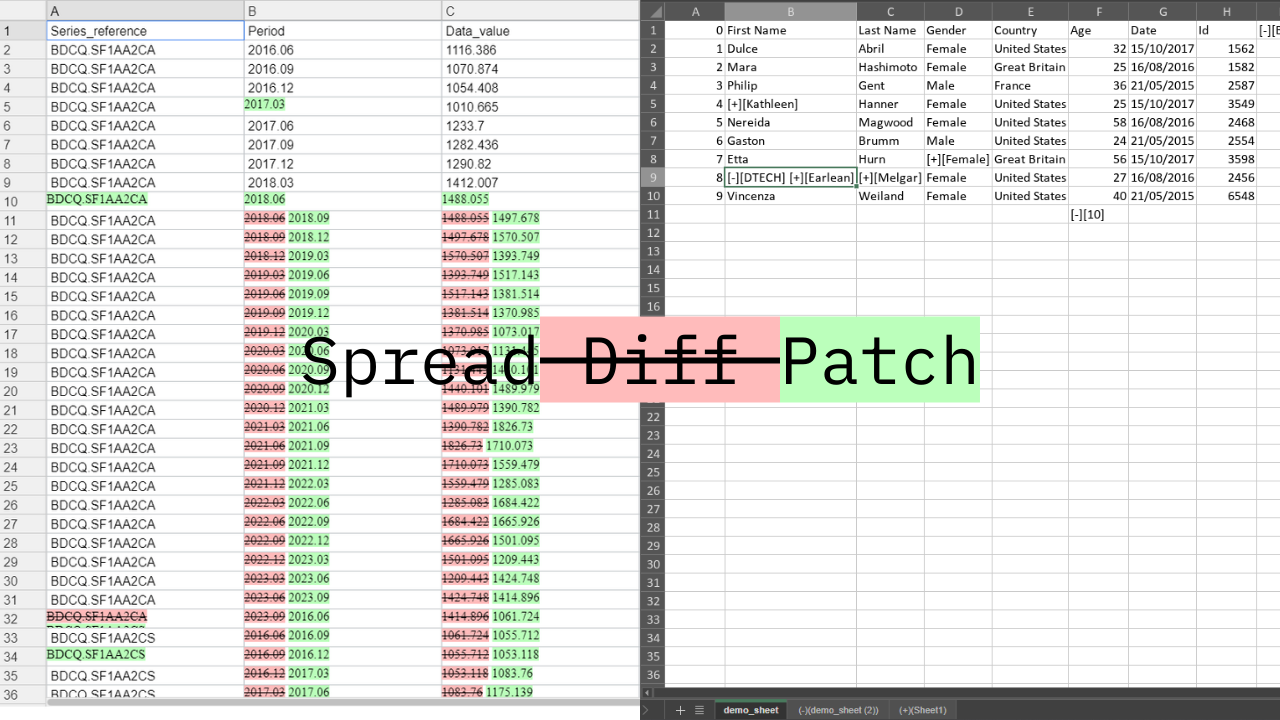 A B C
1 Series_reference Period Data_value
2 BDCQ.SF1AA2CA 2016.06 1116.386
3 BDCQ.SF1AA2CA 2016.09 1070.874
4 BDCQ.SF1AA2CA 2016.12 1054.408
5 BDCQ.SF1AA2CA 2017.03 1010.665
6 BDCQ.SF1AA2CA 2017.06 1233.7
7 BDCQ.SF1AA2CA 2017.09 1282.436
8 BDCQ.SF1AA2CA 2017.12 1290.82
9 BDCQ.SF1AA2CA 2018.03 1412.007
10 BDCQ.SF1AA2CA 2018.06 1488.055
11 BDCQ.SF1AA2CA 2018.06 2018.09 1488.055 1497.678
12 BDCQ.SF1AA2CA 2018.09 2018.12 1497.678 1570.507
13 BDCQ.SF1AA2CA 2018.12 2019.03 1570.507 1393.749
14 BDCQ.SF1AA2CA 2019.03 2019.06 1393.749 1517.143
15 BDCQ.SF1AA2CA 2019.06 2019.09 1517.143 1381.514
16 BDCQ.SF1AA2CA 2019.09 2019.12 1381.514 1370.985
17 BDCQ.SF1AA2CA 2019.12 2020.03 1370.985 1073.017
18 BDCQ.SF1AA2CA 2020.03 2020.06 1073.017
19 BDCQ.SF1AA2CA 2020.06 2020.09
20 BDCQ.SF1AA2CA 2020.09 2020.12 1440.101 1489.979
21 BDCQ.SF1AA2CA 2020.12 2021.03 1489.979 1390.782
22 BDCQ.SF1AA2CA 2021.03 2021.06 1390.782 1826.73
23 BDCQ.SF1AA2CA 2021.06 2021.09 1826.73 1710.073
24 BDCQ.SF1AA2CA 2021.09 2021.12 1710.073 1559.479
25 BDCQ.SF1AA2CA 2021.12 2022.03 1559.479 1285.083
26 BDCQ.SF1AA2CA 2022.03 2022.06 1285.083 1684.422
27 BDCQ.SF1AA2CA 2022.06 2022.09 1684.422 1665.926
28 BDCQ.SF1AA2CA 2022.09 2022.12 1665.926 1501.095
29 BDCQ.SF1AA2CA 2022.12 2023.03 1501.095 1209.443
30 BDCQ.SF1AA2CA 2023.03 2023.06 1209.443 1424.748
31 BDCQ.SF1AA2CA 2023.06 2023.09 1424.748 1414.896
32 BDCQ.SF1AA2CA 2023.09 2016.06 1414.896 1061.724
33 BDCQ.SF1AA2CS 2016.06 2016.09 1061.724 1055.712
34 BDCQ.SF1AA2CS 2016.09 2016.12 1055.712 1053.118
35 BDCQ.SF1AA2CS 2016.12 2017.03 1053.118 1083.76
36 BDCQ.SF1AA2CS 2017.03 2017.06 1083.76 1175.139
Spread Diff Patch
A B C D E F G H
1 0 First Name Last Name Gender Country Age Date Id
2 1 Dulce Abril Female United States 32 15/10/2017 1562
3 2 Mara Hashimoto Female Great Britain 25 16/08/2016 1582
4 3 Philip Gent Male France 36 21/05/2015 2587
5 4 [+][Kathleen] Hanner Female United States 25 15/10/2017 3549
6 5 Nereida Magwood Female United States 58 16/08/2016 2468
7 6 Gaston Brumm Male United States 24 21/05/2015 2554
8 7 Etta Hurn [+][Female] Great Britain 56 15/10/2017 3598
9 8 [-][DTECH] [+][Earlean] [+][Melgar] Female United States 27 16/08/2016 2456
10 9 Vincenza Weiland Female United States 40 21/05/2015 6548
11 [-][10]
12
13
14
15
16
22
23
24
25
26
27
28
29
30
31
32
33
34
35
36
demo_sheet (-)(demo_sheet (2)) (+)(Sheet1)